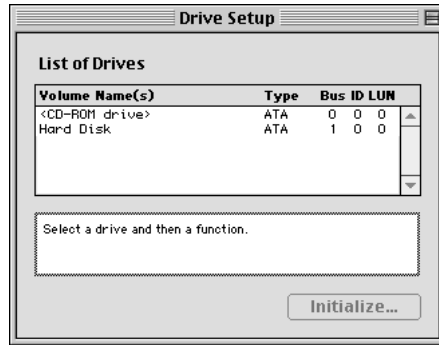 Drive Setup
List of Drives
Volume Name(s) Type Bus ID LUN
<CD-ROM drive> ATA 0 0 0
Hard Disk ATA 1 0 0
Select a drive and then a function.
Initialize...